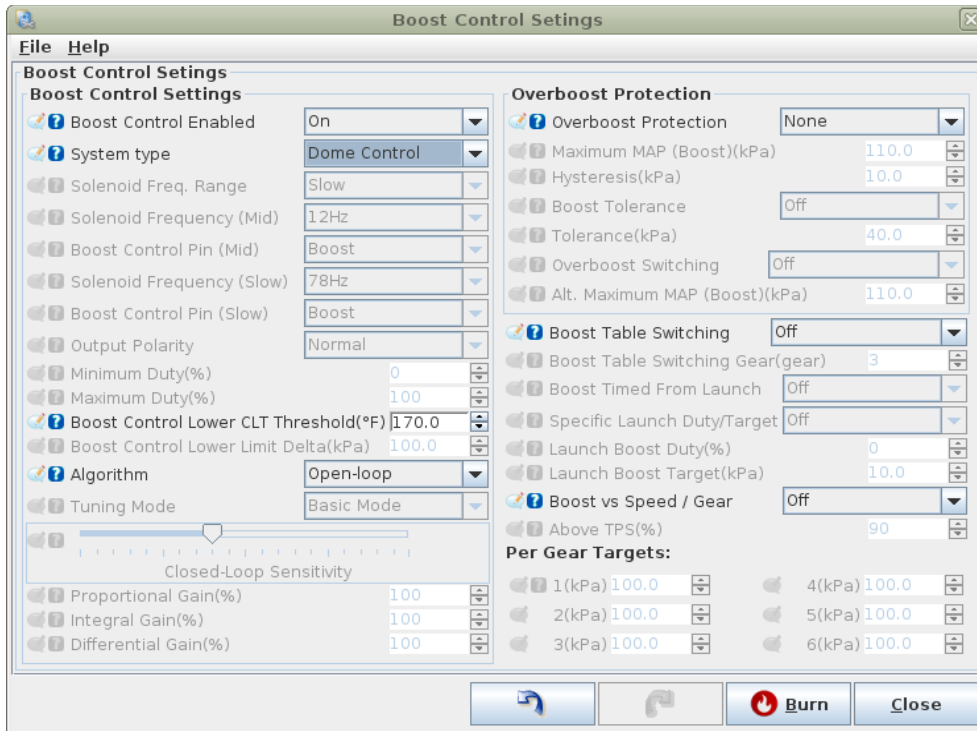 Boost Control Setings
File Help
Boost Control Setings
Boost Control Settings
Boost Control Enabled On
System type Dome Control
Solenoid Freq. Range Slow
Solenoid Frequency (Mid) 12Hz
Boost Control Pin (Mid) Boost
Solenoid Frequency (Slow) 78Hz
Boost Control Pin (Slow) Boost
Output Polarity Normal
Minimum Duty(%) 0
Maximum Duty(%) 100
Boost Control Lower CLT Threshold(°F) 170.0
Boost Control Lower Limit Delta(kPa) 100.0
Algorithm Open-loop
Tuning Mode Basic Mode
Closed-Loop Sensitivity
Proportional Gain(%) 100
Integral Gain(%) 100
Differential Gain(%) 100
Overboost Protection
Overboost Protection None
Maximum MAP (Boost)(kPa) 110.0
Hysteresis(kPa) 10.0
Boost Tolerance Off
Tolerance(kPa) 40.0
Overboost Switching Off
Alt. Maximum MAP (Boost)(kPa) 110.0
Boost Table Switching Off
Boost Table Switching Gear(gear) 3
Boost Timed From Launch Off
Specific Launch Duty/Target Off
Launch Boost Duty(%) 0
Launch Boost Target(kPa) 10.0
Boost vs Speed / Gear Off
Above TPS(%) 90
Per Gear Targets:
1(kPa) 100.0 4(kPa) 100.0
2(kPa) 100.0 5(kPa) 100.0
3(kPa) 100.0 6(kPa) 100.0
Burn Close